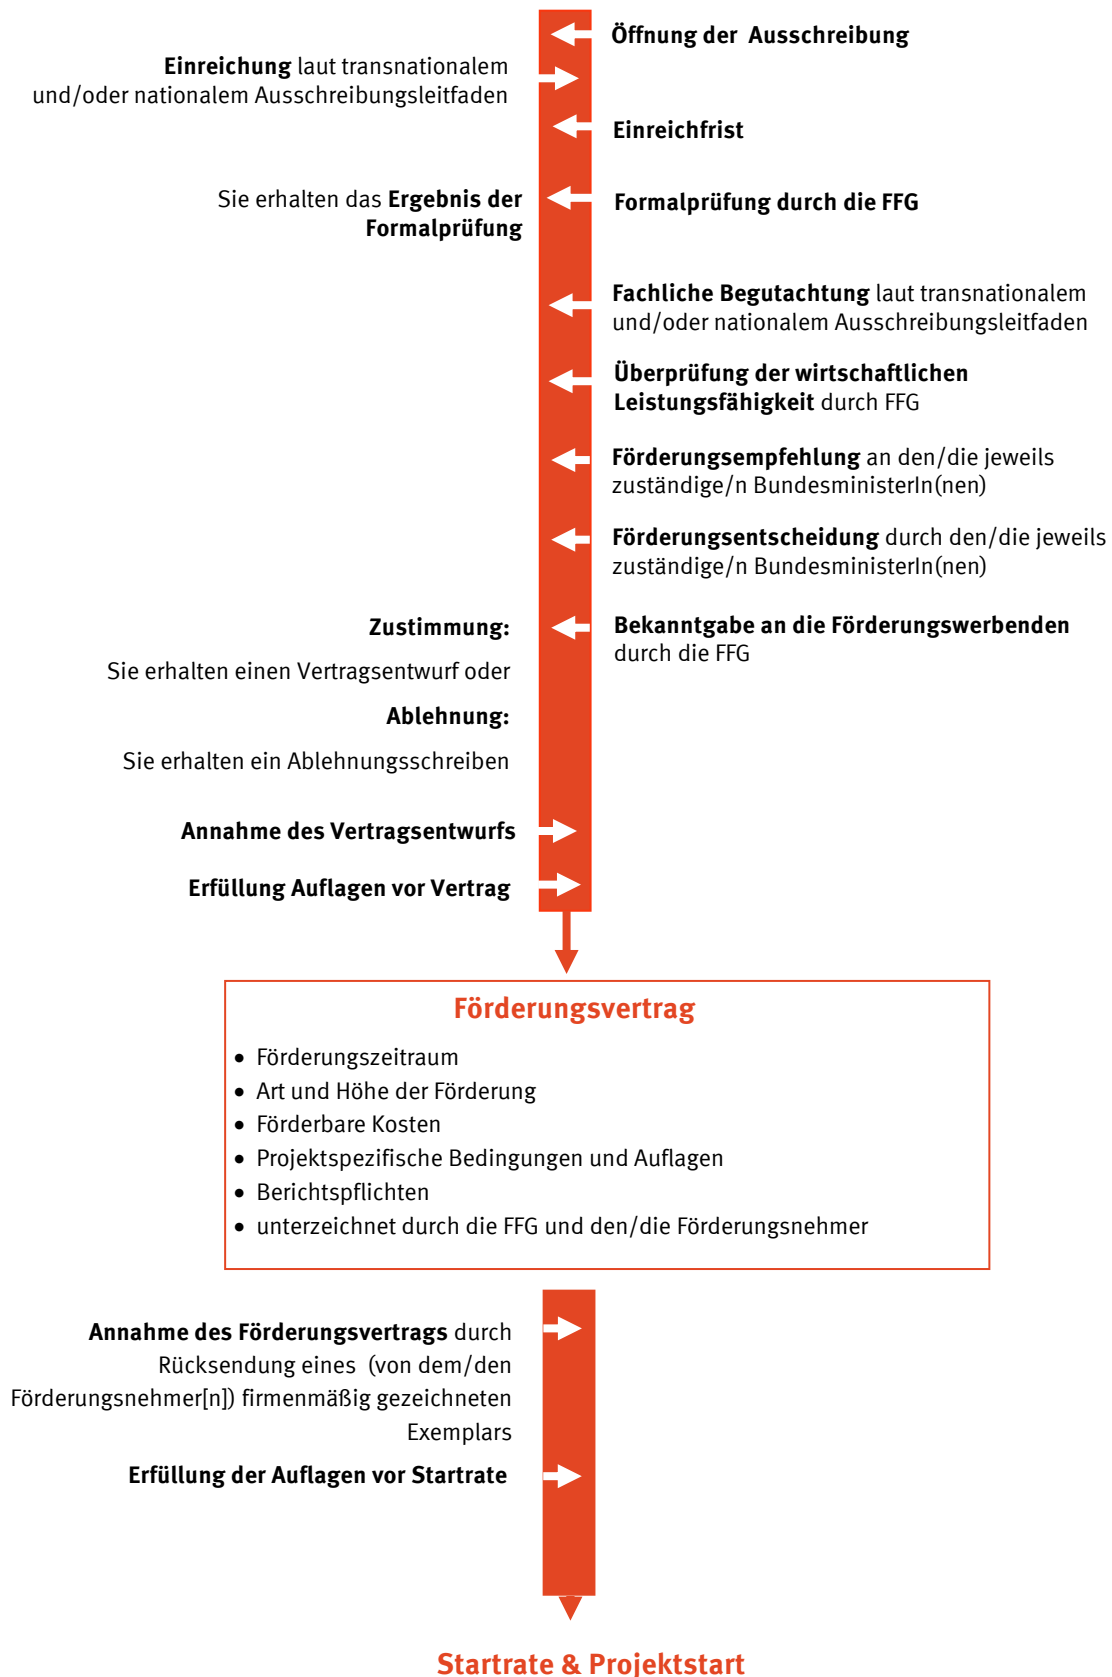 Öffnung der Ausschreibung
Einreichung laut transnationalem
und/oder nationalem Ausschreibungsleitfaden
Einreichfrist
Sie erhalten das Ergebnis der
Formalprüfung
Formalprüfung durch die FFG
Fachliche Begutachtung laut transnationalem
und/oder nationalem Ausschreibungsleitfaden
Überprüfung der wirtschaftlichen
Leistungsfähigkeit durch FFG
Förderungsempfehlung an den/die jeweils
zuständige/n BundesministerIn(nen)
Förderungsentscheidung durch den/die jeweils
zuständige/n BundesministerIn(nen)
Bekanntgabe an die Förderungswerbenden
durch die FFG
Zustimmung:
Sie erhalten einen Vertragsentwurf oder
Ablehnung:
Sie erhalten ein Ablehnungsschreiben
Annahme des Vertragsentwurfs
Erfüllung Auflagen vor Vertrag
Förderungsvertrag
• Förderungszeitraum
• Art und Höhe der Förderung
• Förderbare Kosten
• Projektspezifische Bedingungen und Auflagen
• Berichtspflichten
• unterzeichnet durch die FFG und den/die Förderungsnehmer
Annahme des Förderungsvertrags durch
Rücksendung eines (von dem/den
Förderungsnehmer[n]) firmenmäßig gezeichneten
Exemplars
Erfüllung der Auflagen vor Startrate
Startrate & Projektstart